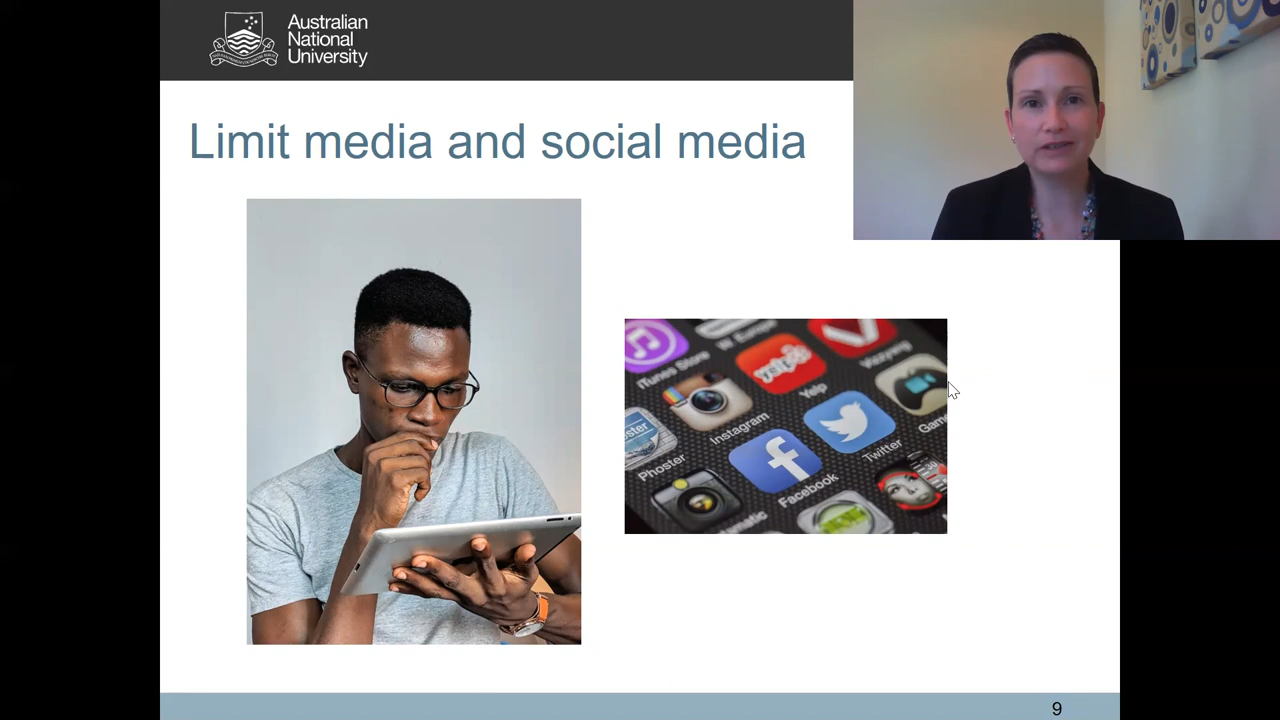 Australian
National
University
Limit media and social media
iTunes Store
Yelp
Instagram
Twitter
Phoster
Facebook
9